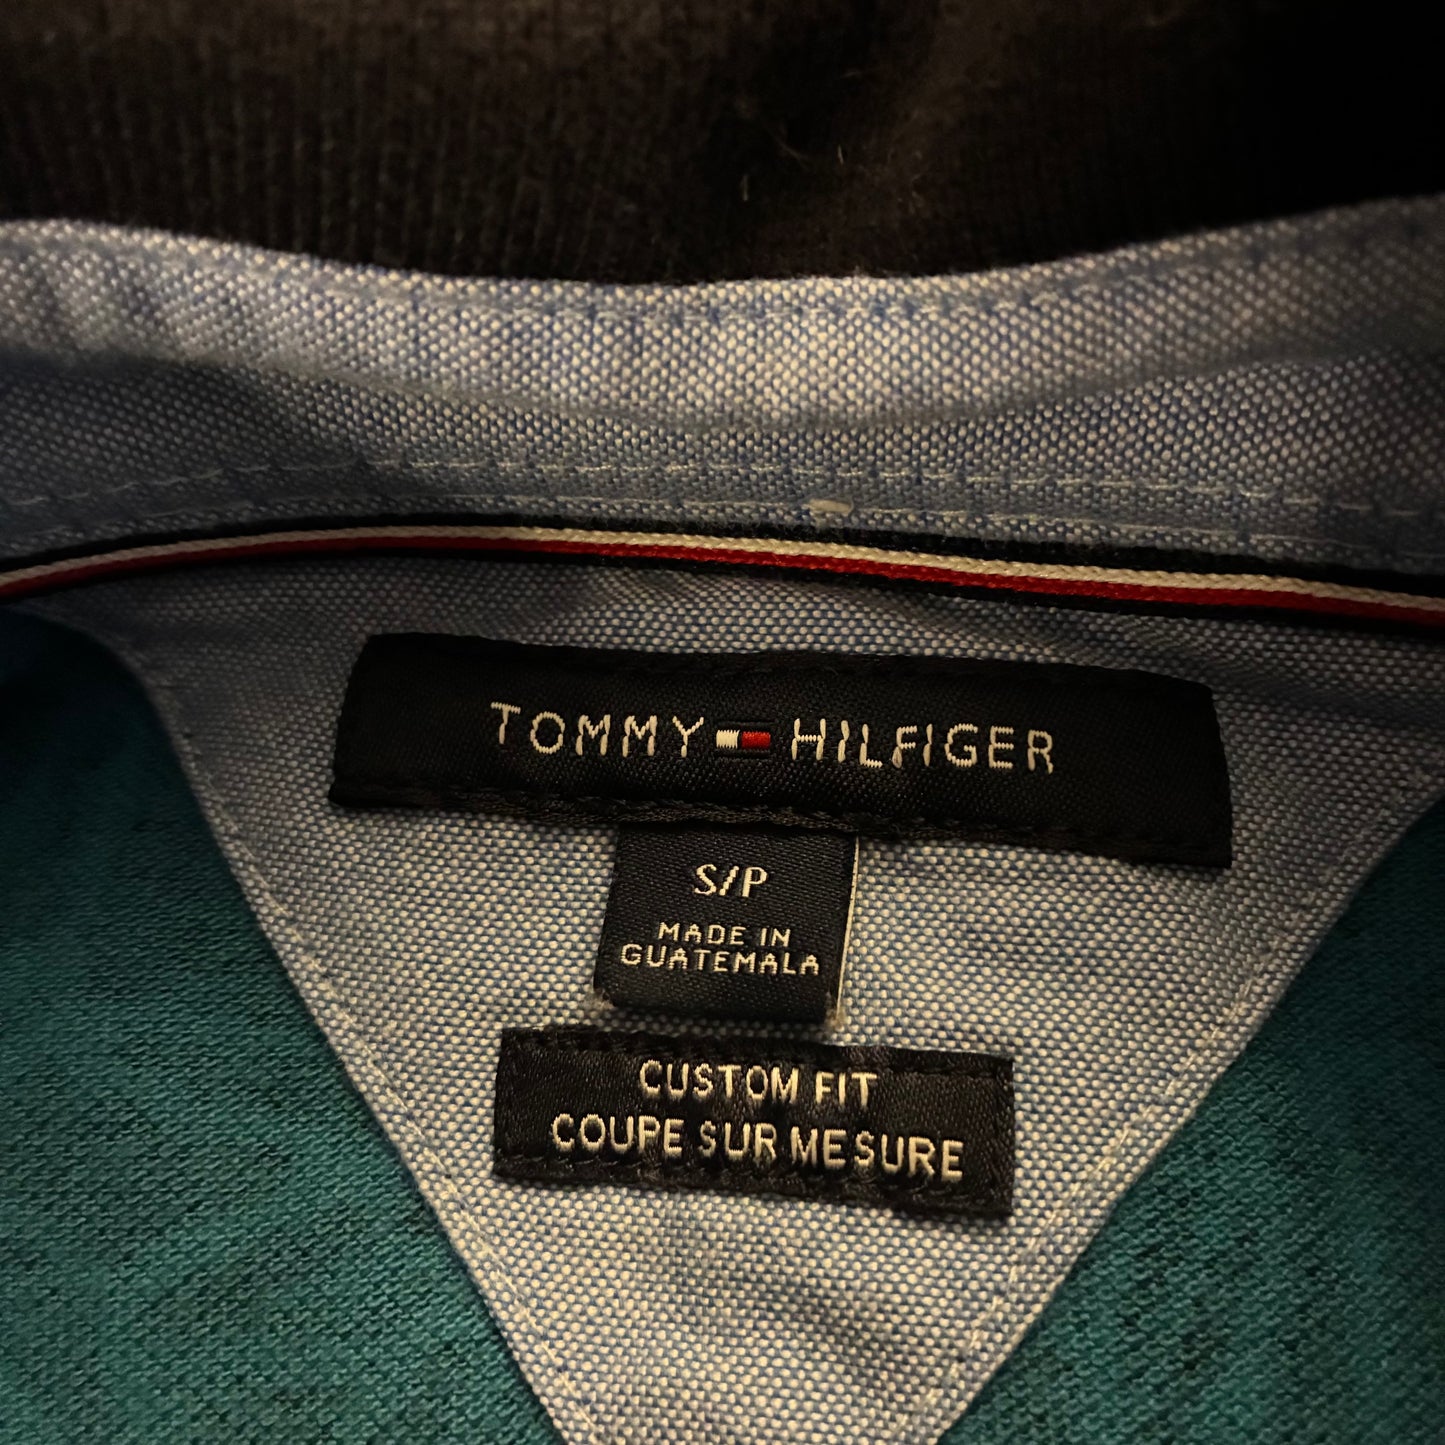 TOMMY HILFIGER
S/P
MADE IN
GUATEMALA
CUSTOM FIT
COUPE SUR MESURE